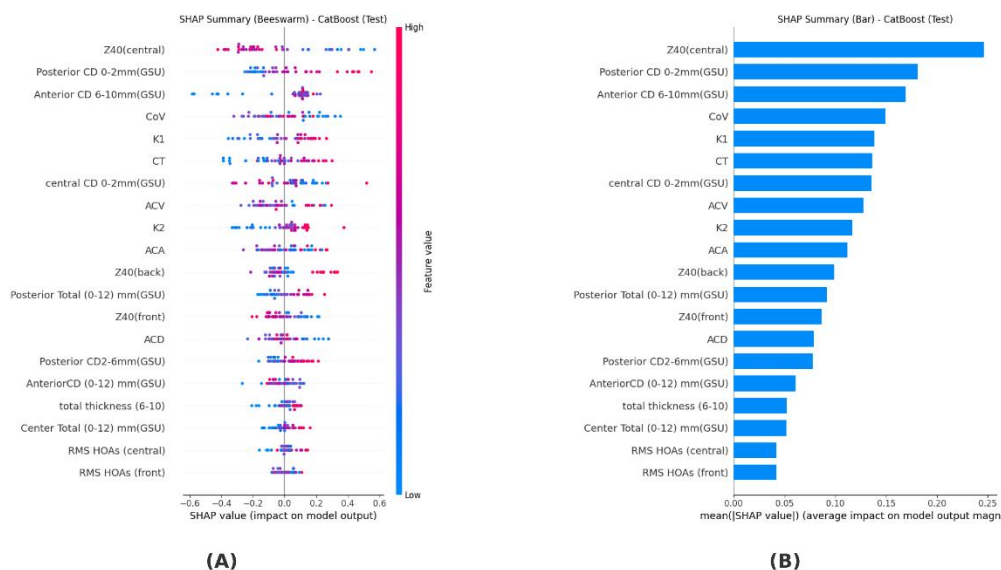 SHAP Summary (Beeswarm) - CatBoost (Test)
High
Z40(central)
Posterior CD 0-2mm(GSU)
Anterior CD 6-10mm(GSU)
CoV
K1
CT
central CD 0-2mm(GSU)
ACV
K2
ACA
Z40(back)
Posterior Total (0-12) mm(GSU)
Z40(front)
ACD
Posterior CD2-6mm(GSU)
AnteriorCD (0-12) mm(GSU)
total thickness (6-10)
Center Total (0-12) mm(GSU)
RMS HOAs (central)
RMS HOAs (front)
Feature value
Low
−0.6 −0.4 −0.2 0.0 0.2 0.4 0.6
SHAP value (impact on model output)
(A)
SHAP Summary (Bar) - CatBoost (Test)
Z40(central)
Posterior CD 0-2mm(GSU)
Anterior CD 6-10mm(GSU)
CoV
K1
CT
central CD 0-2mm(GSU)
ACV
K2
ACA
Z40(back)
Posterior Total (0-12) mm(GSU)
Z40(front)
ACD
Posterior CD2-6mm(GSU)
AnteriorCD (0-12) mm(GSU)
total thickness (6-10)
Center Total (0-12) mm(GSU)
RMS HOAs (central)
RMS HOAs (front)
0.00 0.05 0.10 0.15 0.20 0.25
mean(|SHAP value|) (average impact on model output magn
(B)